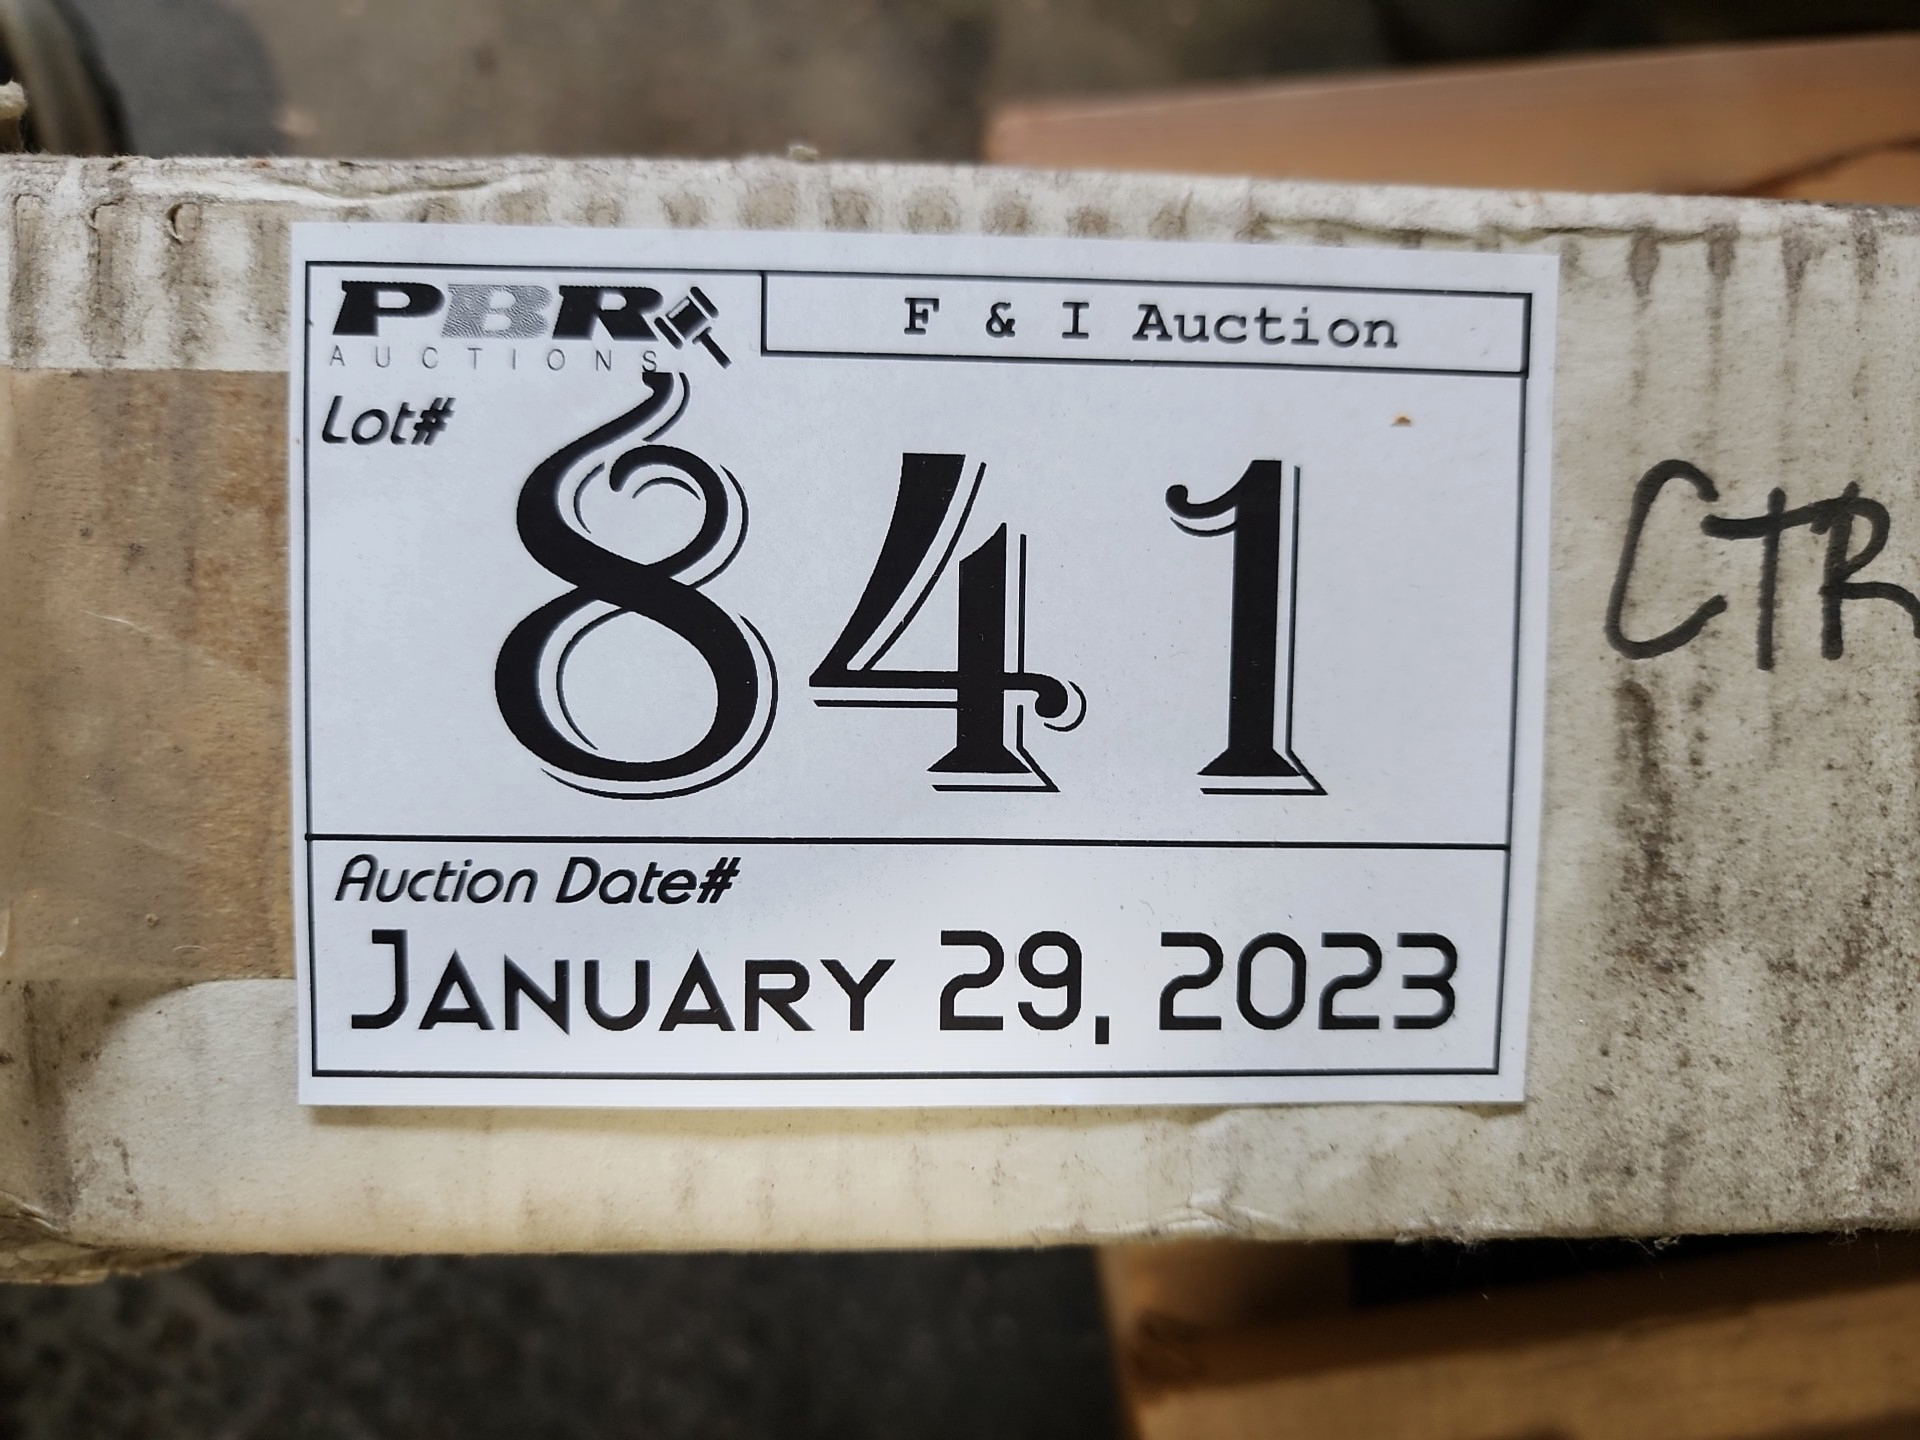 PBR
AUCTIONS
F & I Auction
Lot#
841
CTR
Auction Date#
JANUARY 29, 2023